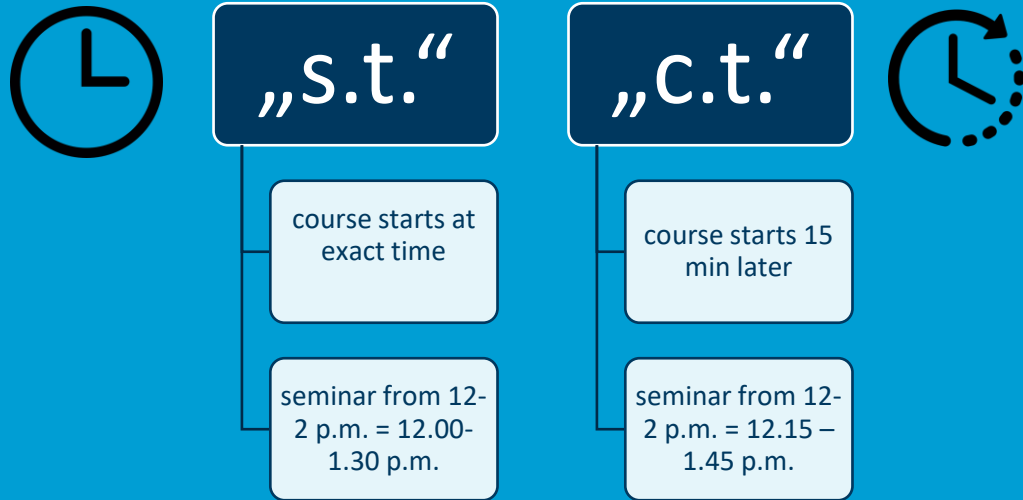 „s.t.“
course starts at
exact time
seminar from 12-
2 p.m. = 12.00-
1.30 p.m.
„c.t.“
course starts 15
min later
seminar from 12-
2 p.m. = 12.15 –
1.45 p.m.